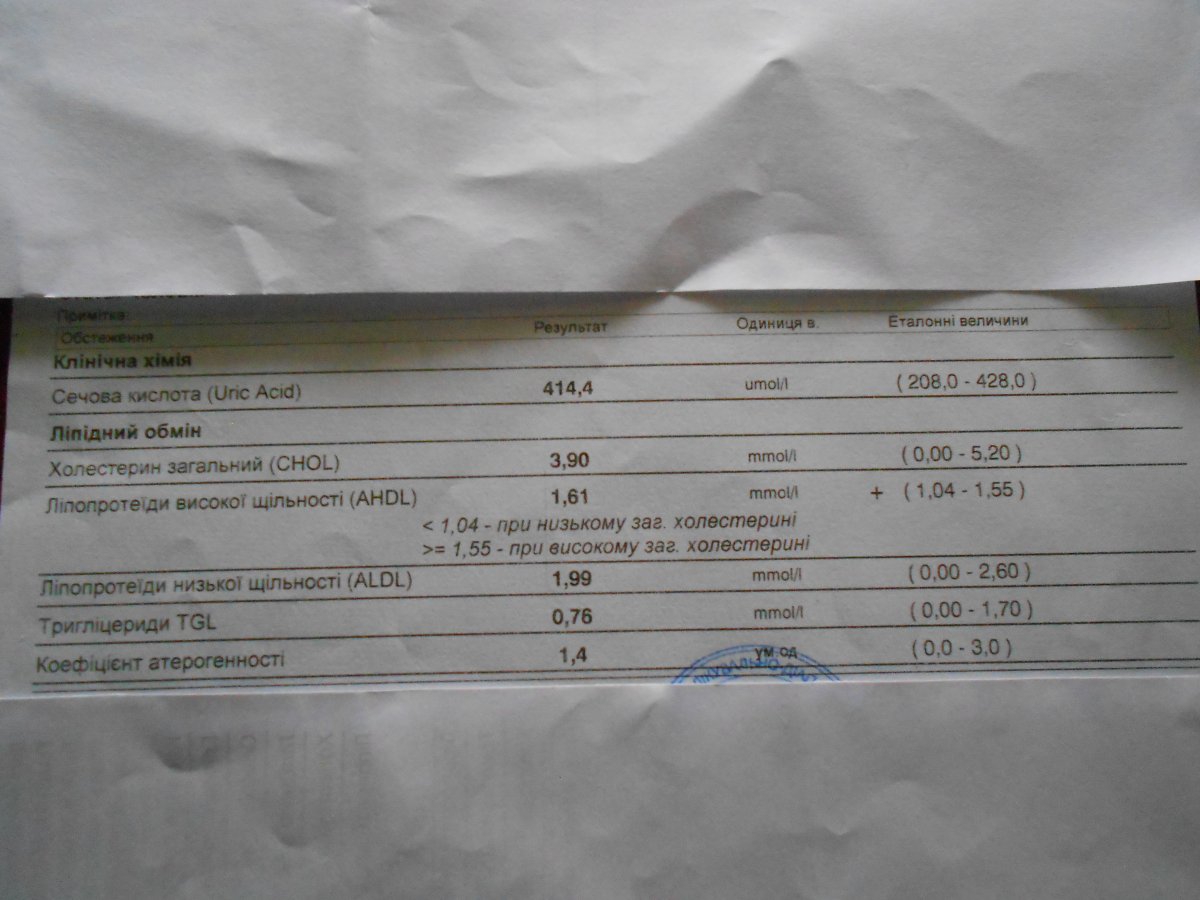 Примітка:
Обстеження Результат Одиниця в. Еталонні величини
Клінічна хімія
Сечова кислота (Uric Acid) 414,4 umol/l ( 208,0 - 428,0 )
Ліпідний обмін
Холестерин загальний (CHOL) 3,90 mmol/l ( 0,00 - 5,20 )
Ліпопротеїди високої щільності (AHDL) 1,61 mmol/l + ( 1,04 - 1,55 )
< 1,04 - при низькому заг. холестерині
>= 1,55 - при високому заг. холестерині
Ліпопротеїди низької щільності (ALDL) 1,99 mmol/l ( 0,00 - 2,60 )
Тригліцериди TGL 0,76 mmol/l ( 0,00 - 1,70 )
Коефіцієнт атерогенності 1,4 ум.од ( 0,0 - 3,0 )